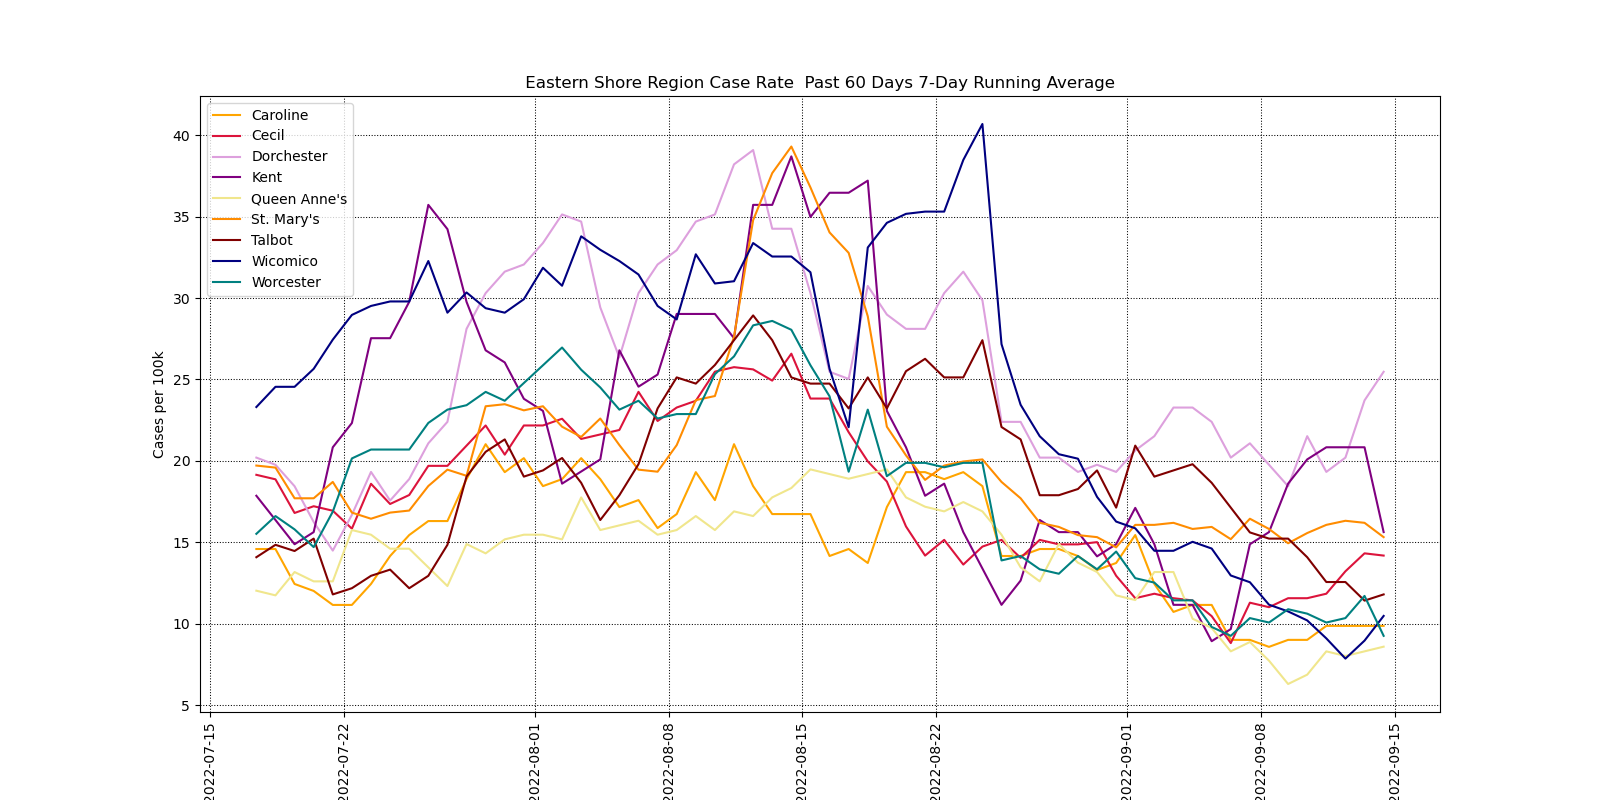 Eastern Shore Region Case Rate  Past 60 Days 7-Day Running Average
Caroline
Cecil
Dorchester
Kent
Queen Anne's
St. Mary's
Talbot
Wicomico
Worcester
Cases per 100k
40
35
30
25
20
15
10
5
2022-07-15
2022-07-22
2022-08-01
2022-08-08
2022-08-15
2022-08-22
2022-09-01
2022-09-08
2022-09-15